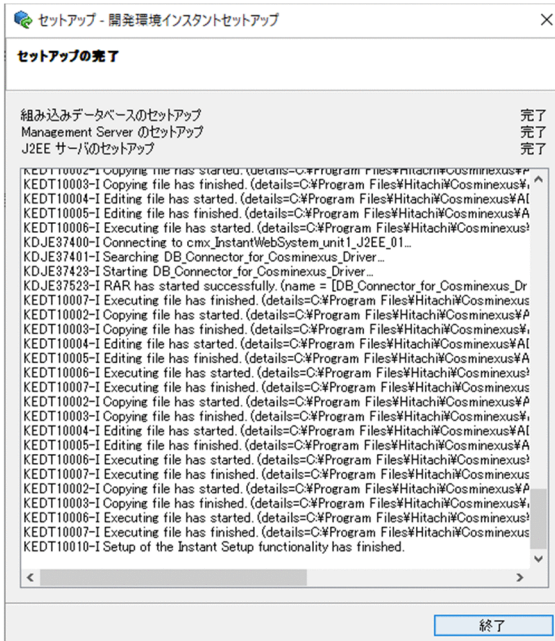 セットアップ - 開発環境インスタントセットアップ
セットアップの完了
組み込みデータベースのセットアップ 完了
Management Server のセットアップ 完了
J2EE サーバのセットアップ 完了
KEDT10002-I Copying file has started. (details=C:¥Program Files¥Hitachi¥Cosminexus¥A
KEDT10003-I Copying file has finished. (details=C:¥Program Files¥Hitachi¥Cosminexus¥
KEDT10004-I Editing file has started. (details=C:¥Program Files¥Hitachi¥Cosminexus¥AD
KEDT10005-I Editing file has finished. (details=C:¥Program Files¥Hitachi¥Cosminexus¥A
KEDT10006-I Executing file has started. (details=C:¥Program Files¥Hitachi¥Cosminexus¥
KDJE37400-I Connecting to cmx_InstantWebSystem_unit1_J2EE_01...
KDJE37401-I Searching DB_Connector_for_Cosminexus_Driver...
KDJE37423-I Starting DB_Connector_for_Cosminexus_Driver...
KDJE37523-I RAR has started successfully. (name = [DB_Connector_for_Cosminexus_Dr
KEDT10007-I Executing file has finished. (details=C:¥Program Files¥Hitachi¥Cosminexus
KEDT10002-I Copying file has started. (details=C:¥Program Files¥Hitachi¥Cosminexus¥A
KEDT10003-I Copying file has finished. (details=C:¥Program Files¥Hitachi¥Cosminexus¥
KEDT10004-I Editing file has started. (details=C:¥Program Files¥Hitachi¥Cosminexus¥AD
KEDT10005-I Editing file has finished. (details=C:¥Program Files¥Hitachi¥Cosminexus¥A
KEDT10006-I Executing file has started. (details=C:¥Program Files¥Hitachi¥Cosminexus¥
KEDT10007-I Executing file has finished. (details=C:¥Program Files¥Hitachi¥Cosminexus
KEDT10002-I Copying file has started. (details=C:¥Program Files¥Hitachi¥Cosminexus¥A
KEDT10003-I Copying file has finished. (details=C:¥Program Files¥Hitachi¥Cosminexus¥
KEDT10004-I Editing file has started. (details=C:¥Program Files¥Hitachi¥Cosminexus¥AD
KEDT10005-I Editing file has finished. (details=C:¥Program Files¥Hitachi¥Cosminexus¥A
KEDT10006-I Executing file has started. (details=C:¥Program Files¥Hitachi¥Cosminexus¥
KEDT10007-I Executing file has finished. (details=C:¥Program Files¥Hitachi¥Cosminexus
KEDT10002-I Copying file has started. (details=C:¥Program Files¥Hitachi¥Cosminexus¥A
KEDT10003-I Copying file has finished. (details=C:¥Program Files¥Hitachi¥Cosminexus¥
KEDT10006-I Executing file has started. (details=C:¥Program Files¥Hitachi¥Cosminexus¥
KEDT10007-I Executing file has finished. (details=C:¥Program Files¥Hitachi¥Cosminexus
KEDT10010-I Setup of the Instant Setup functionality has finished.
終了